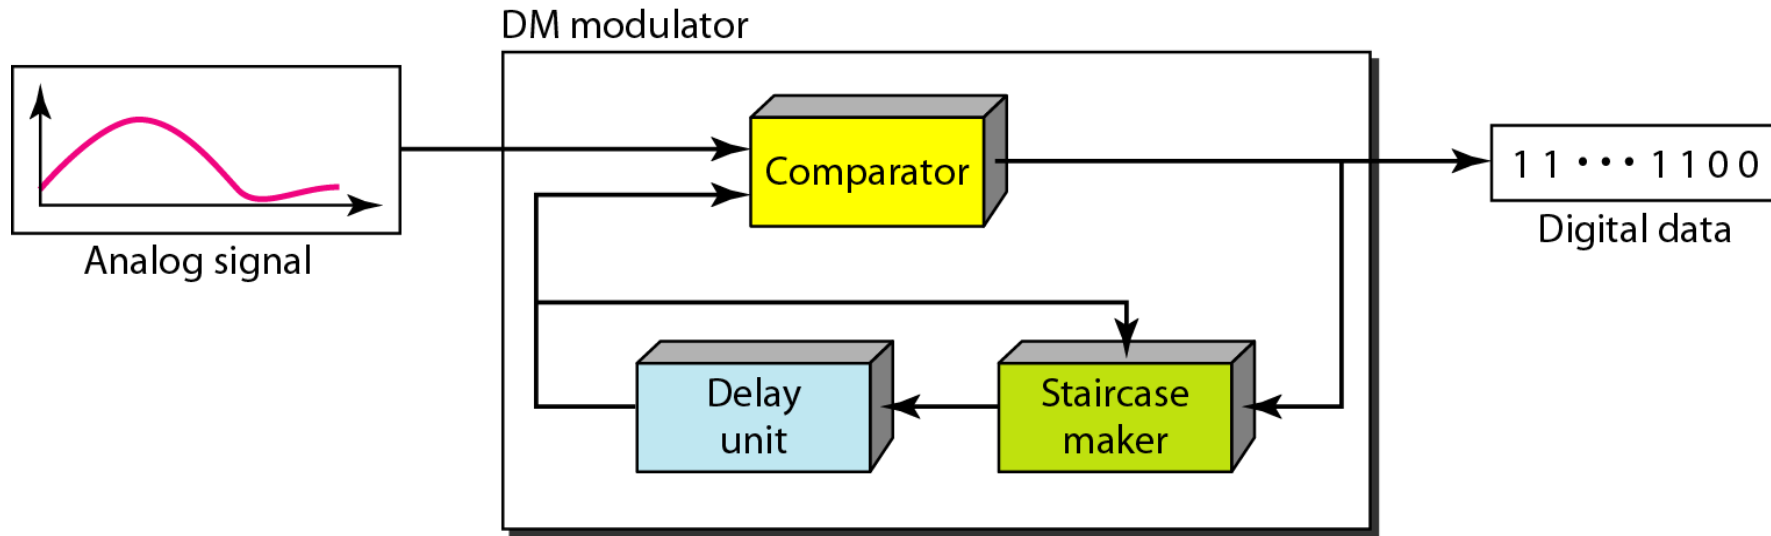 DM modulator
Comparator
1 1 • • • 1 1 0 0
Analog signal
Digital data
Delay
unit
Staircase
maker